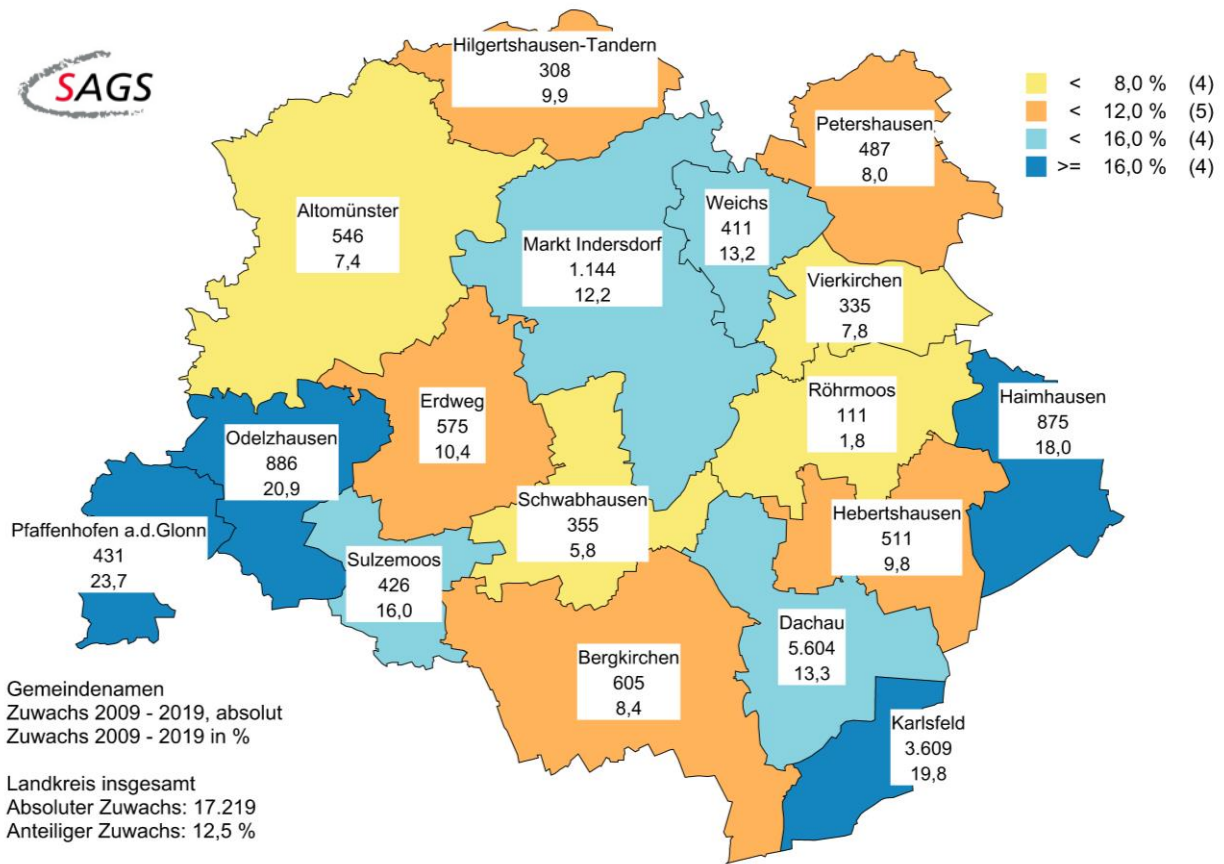 SAGS
Hilgertshausen-Tandern
308
9,9
< 8,0 % (4)
< 12,0 % (5)
< 16,0 % (4)
>= 16,0 % (4)
Petershausen
487
8,0
Altomünster
546
7,4
Markt Indersdorf
1.144
12,2
Weichs
411
13,2
Vierkirchen
335
7,8
Erdweg
575
10,4
Röhrmoos
111
1,8
Haimhausen
875
18,0
Odelzhausen
886
20,9
Schwabhausen
355
5,8
Hebertshausen
511
9,8
Pfaffenhofen a.d.Glonn
431
23,7
Sulzemoos
426
16,0
Dachau
5.604
13,3
Bergkirchen
605
8,4
Karlsfeld
3.609
19,8
Gemeindenamen
Zuwachs 2009 - 2019, absolut
Zuwachs 2009 - 2019 in %
Landkreis insgesamt
Absoluter Zuwachs: 17.219
Anteiliger Zuwachs: 12,5 %